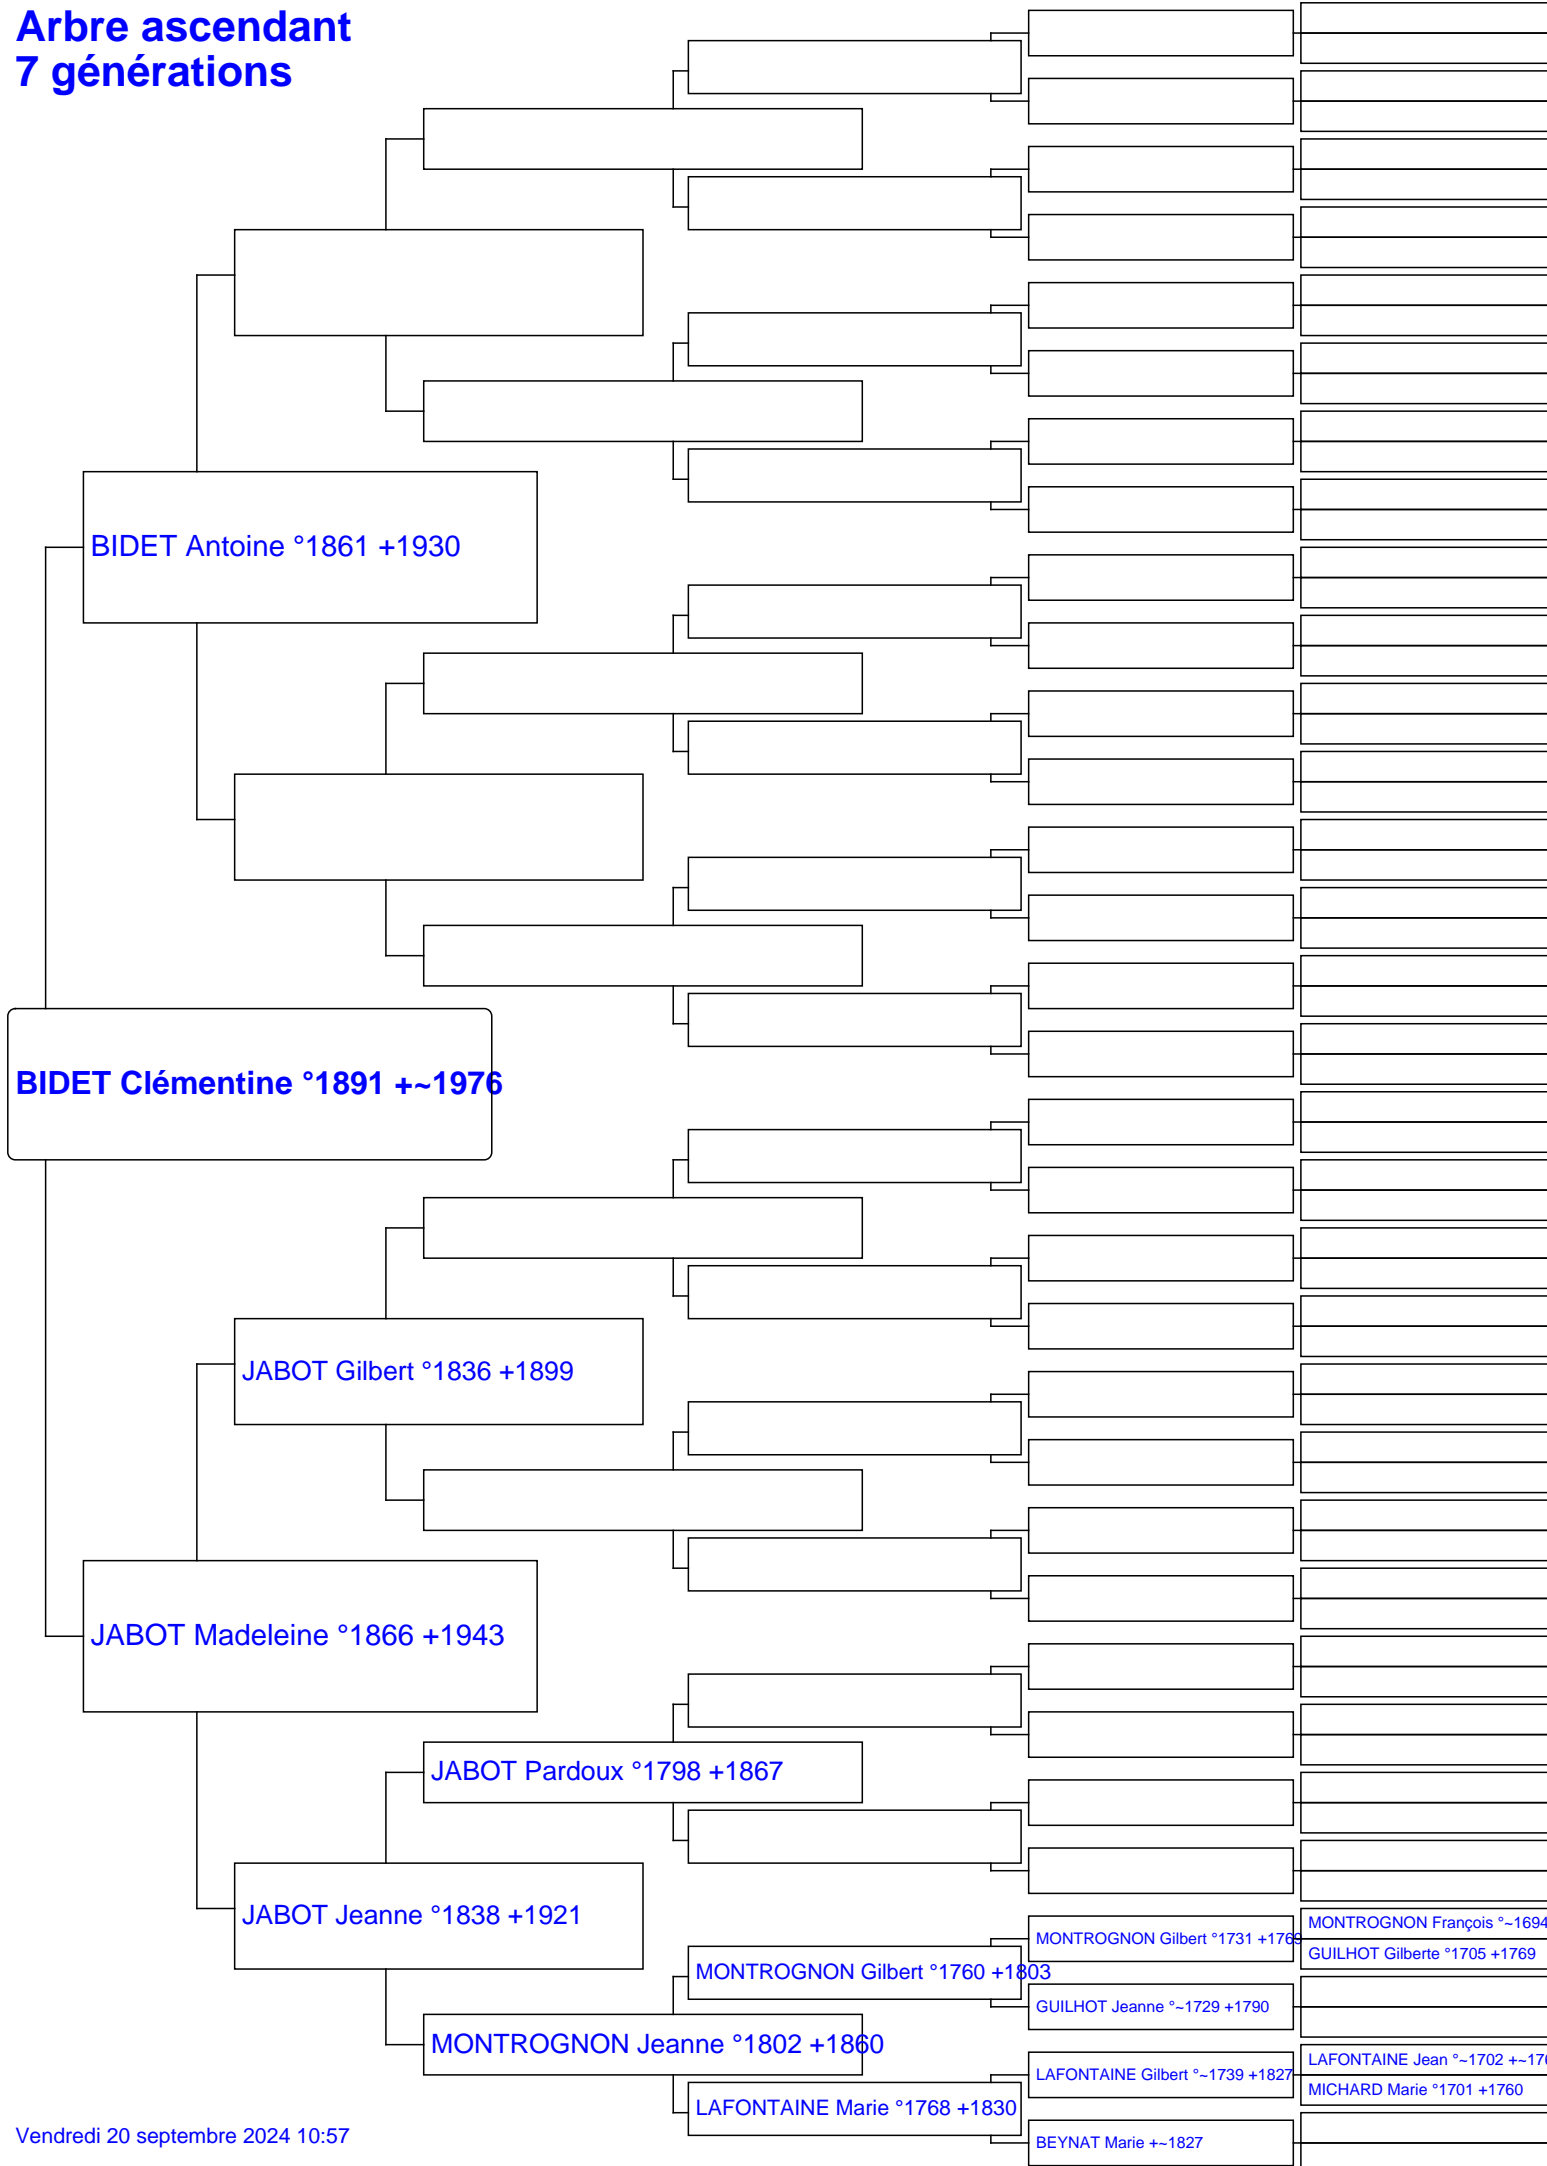 Arbre ascendant
7 générations
BIDET Antoine °1861 +1930
BIDET Clémentine °1891 +~1976
JABOT Gilbert °1836 +1899
JABOT Madeleine °1866 +1943
JABOT Pardoux °1798 +1867
JABOT Jeanne °1838 +1921
MONTROGNON François °~1694
MONTROGNON Gilbert °1731 +1769
GUILHOT Gilberte °1705 +1769
MONTROGNON Gilbert °1760 +1803
GUILHOT Jeanne °~1729 +1790
MONTROGNON Jeanne °1802 +1860
LAFONTAINE Jean °~1702
LAFONTAINE Gilbert °~1739 +1827
MICHARD Marie °1701 +1760
LAFONTAINE Marie °1768 +1830
BEYNAT Marie +~1827
Vendredi 20 septembre 2024 10:57